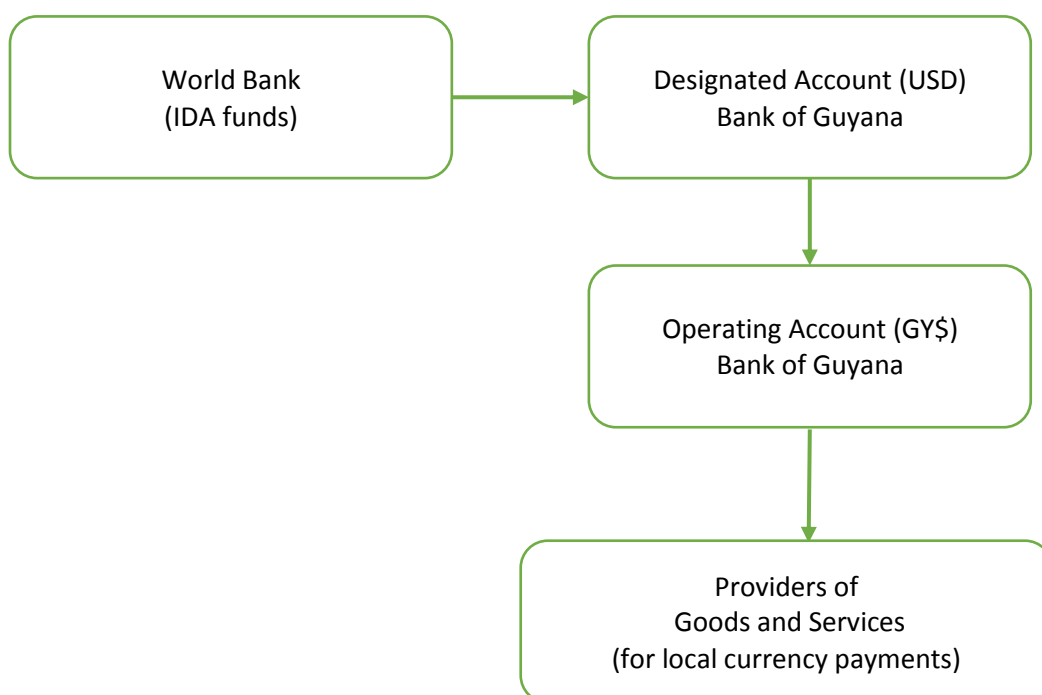 World Bank
(IDA funds)
Designated Account (USD)
Bank of Guyana
Operating Account (GY$)
Bank of Guyana
Providers of
Goods and Services
(for local currency payments)